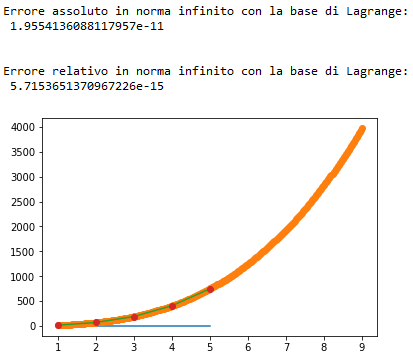 Errore assoluto in norma infinito con la base di Lagrange:
1.9554136088117957e-11
Errore relativo in norma infinito con la base di Lagrange:
5.7153651370967226e-15
4000
3500
3000
2500
2000
1500
1000
500
0
1 2 3 4 5 6 7 8 9